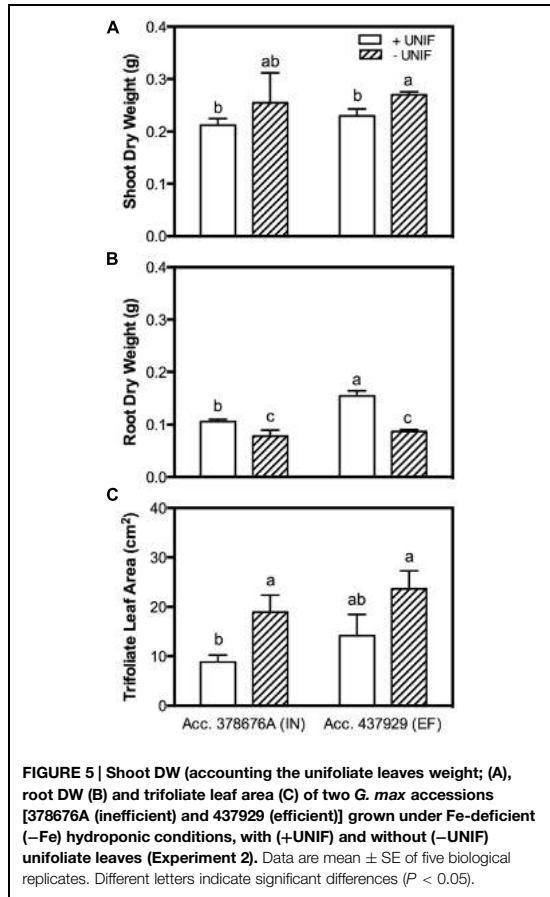 A
+ UNIF
- UNIF
Shoot Dry Weight (g)
0.4
0.3
0.2
0.1
0.0
b
ab
b
a
B
Root Dry Weight (g)
0.4
0.3
0.2
0.1
0.0
b
c
a
c
C
Trifoliate Leaf Area (cm²)
40
30
20
10
0
b
a
ab
a
Acc. 378676A (IN)
Acc. 437929 (EF)
FIGURE 5 | Shoot DW (accounting the unifoliate leaves weight; (A),
root DW (B) and trifoliate leaf area (C) of two G. max accessions
[378676A (inefficient) and 437929 (efficient)] grown under Fe-deficient
(−Fe) hydroponic conditions, with (+UNIF) and without (−UNIF)
unifoliate leaves (Experiment 2). Data are mean ± SE of five biological
replicates. Different letters indicate significant differences (P < 0.05).